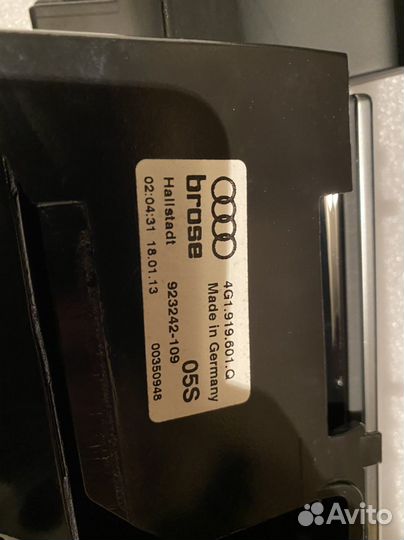 4G1.919.601.Q
Made in Germany
brose 05S
Hallstadt 923242-109
02:04:31 18.01.13 00350948
Avito